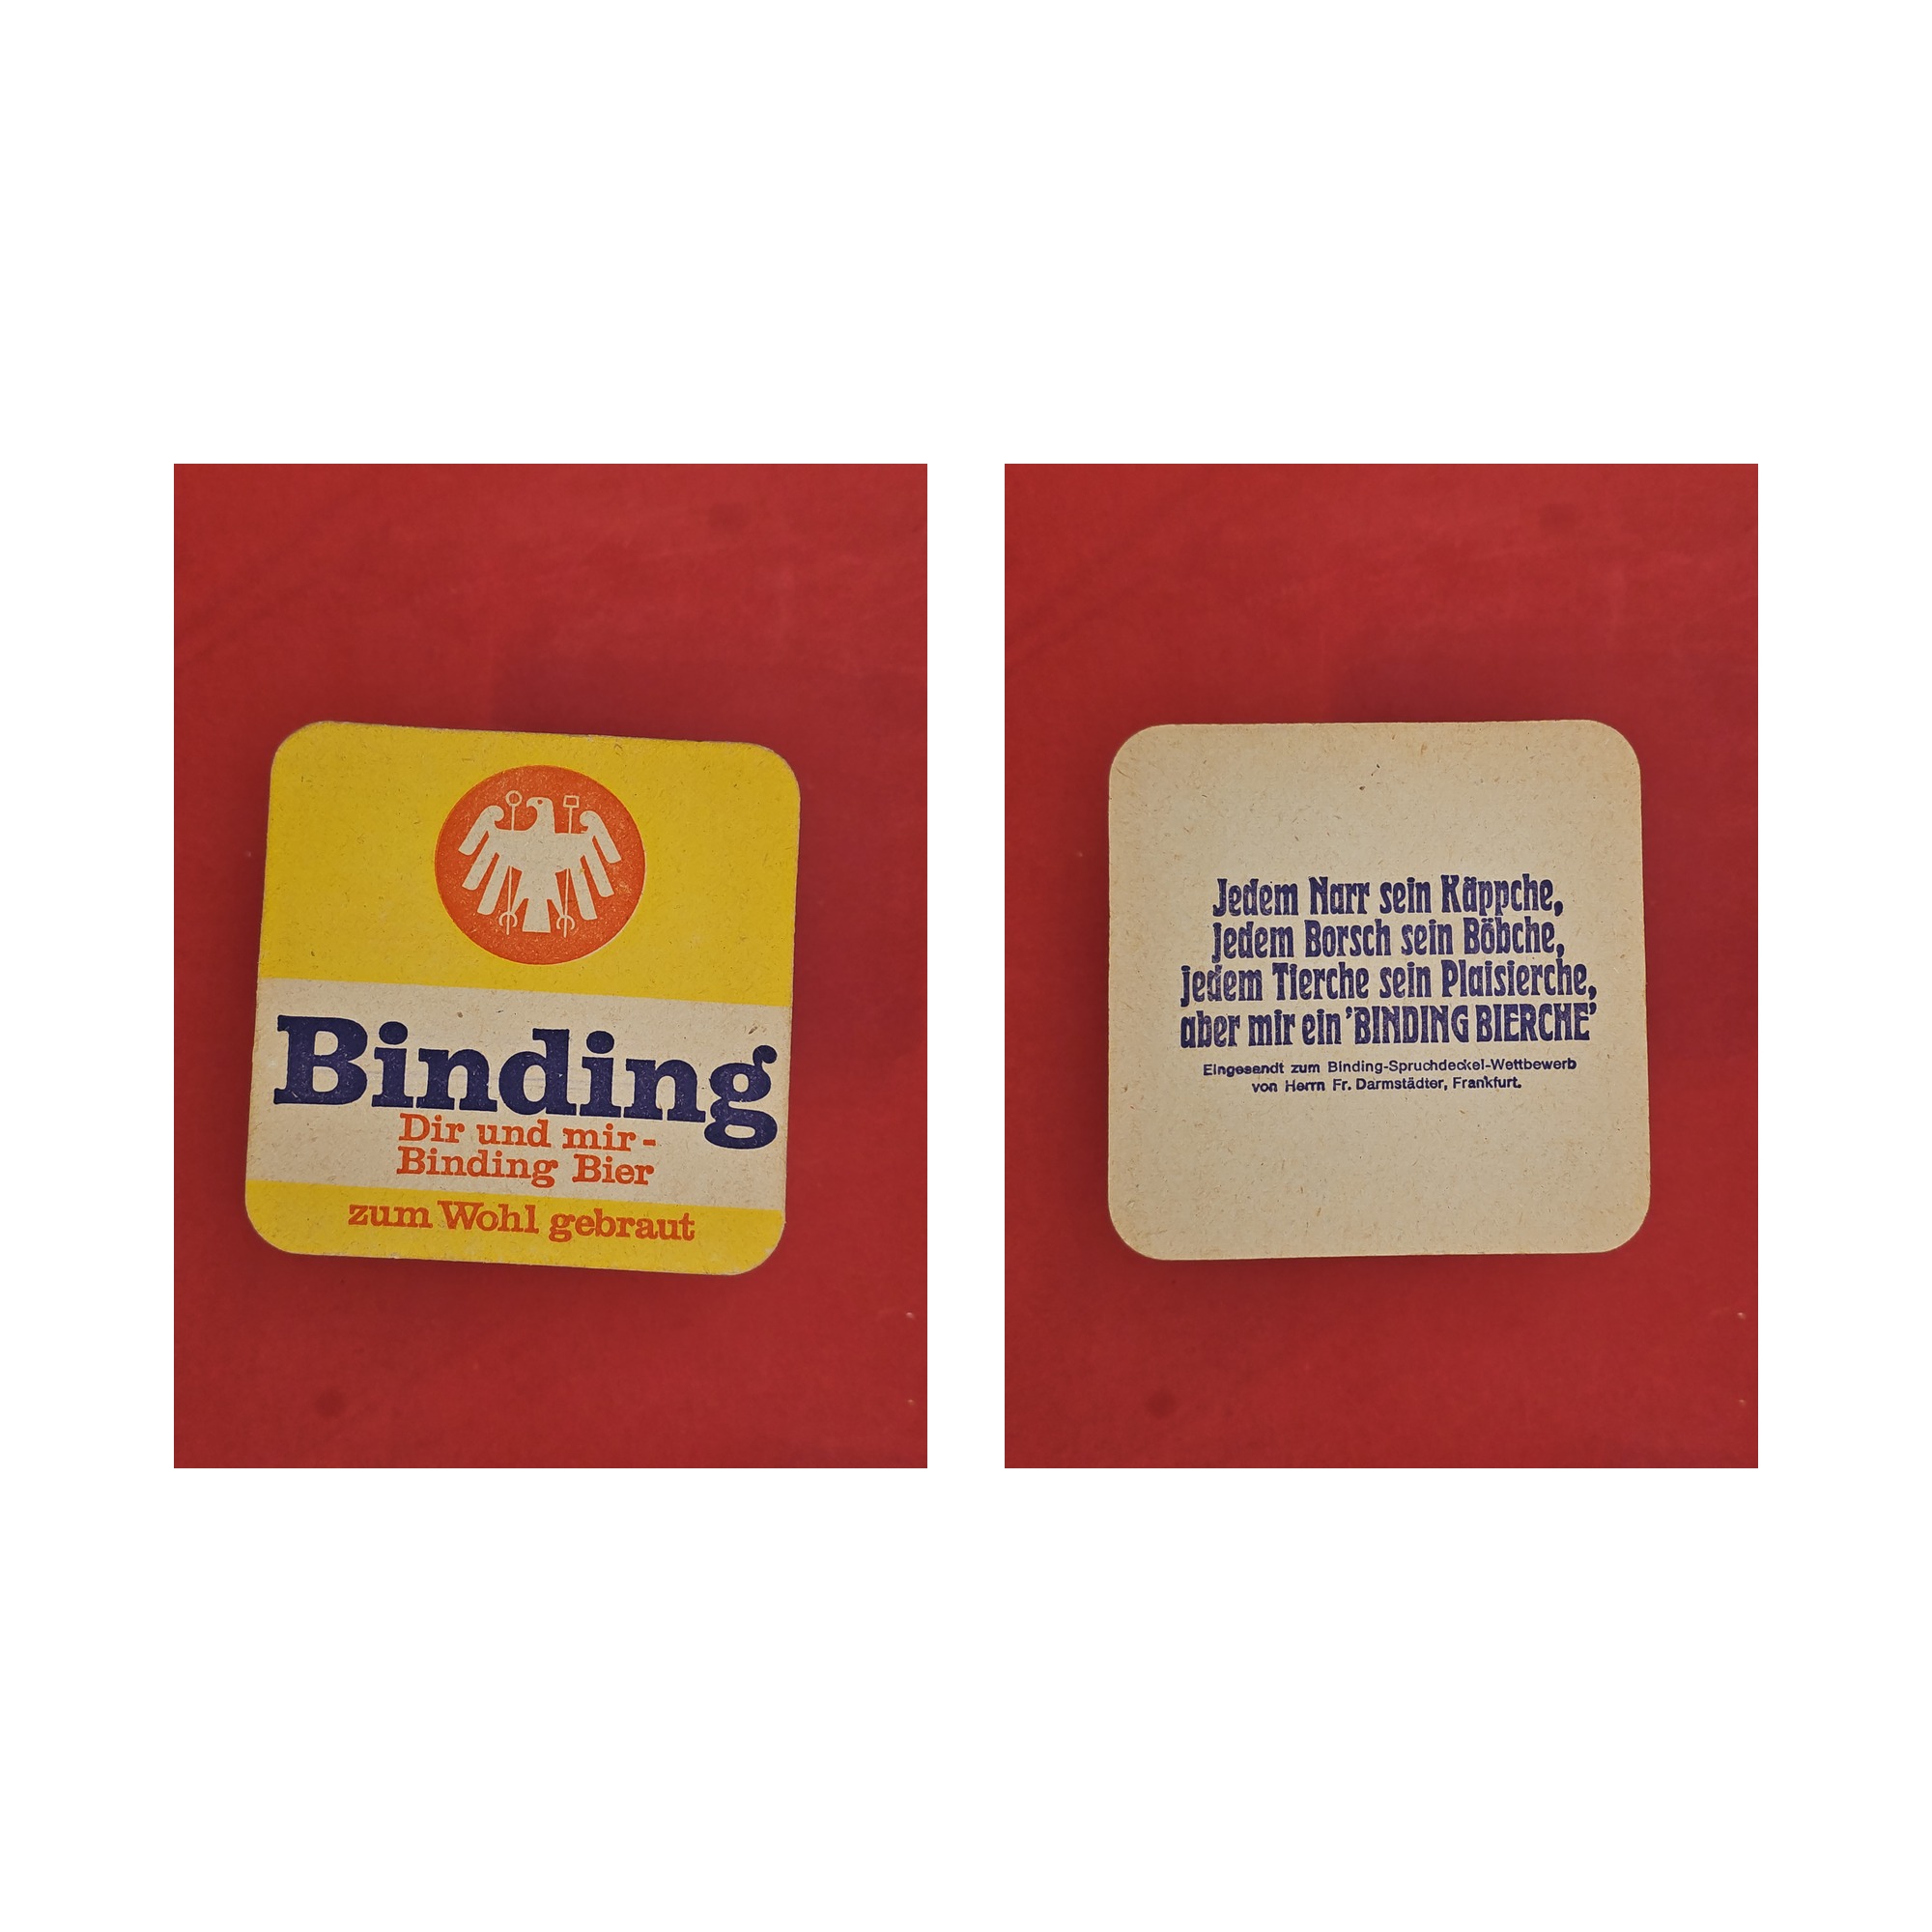 Binding
Dir und mir-
Binding Bier
zum Wohl gebraut
Jedem Narr sein Käppche,
jedem Borsch sein Böbche,
jedem Tierche sein Plaisierche,
aber mir ein 'BINDING BIERCHE'
Eingesendt zum Binding-Spruchdeckel-Wettbewerb
von Herrn Fr. Darmstädter, Frankfurt.